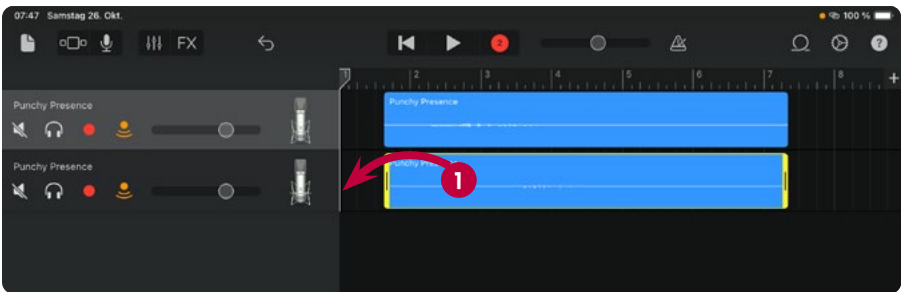 07:47 Samstag 26. Okt. 100 %
FX 2 ?
1 2 3 4 5 6 7 8 +
Punchy Presence
Punchy Presence
Punchy Presence
Punchy
1